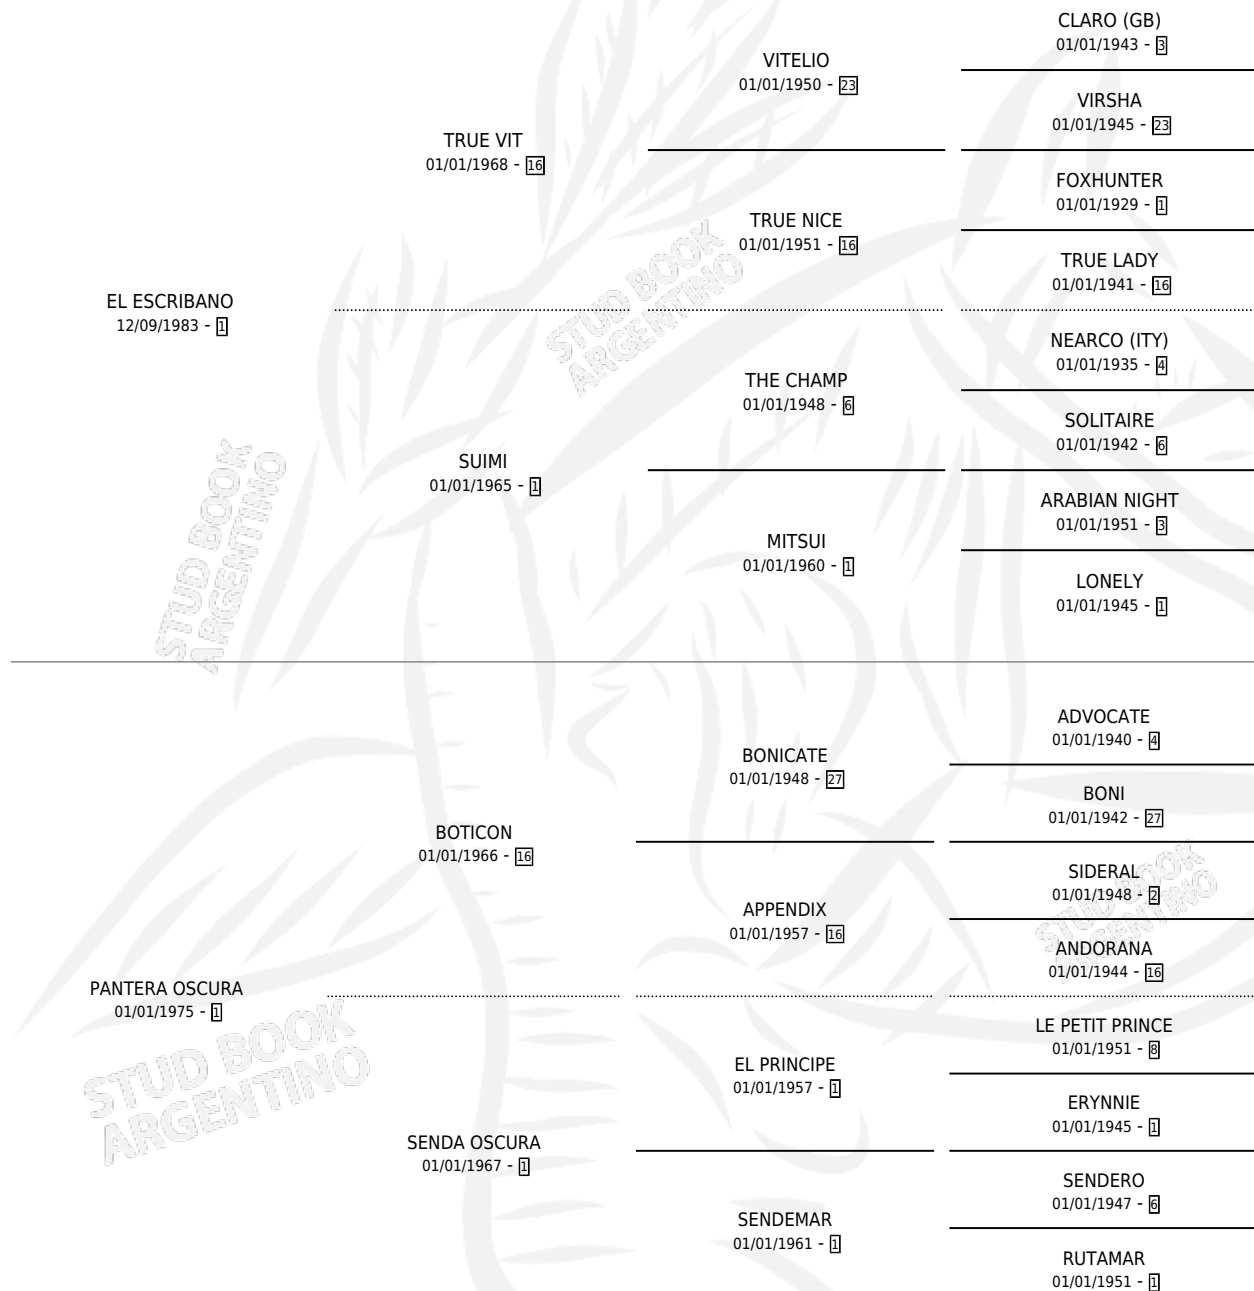 CLARO (GB)
01/01/1943 - 3
VITELIO
01/01/1950 - 23
VIRSHA
01/01/1945 - 23
TRUE VIT
01/01/1968 - 16
FOXHUNTER
01/01/1929 - 1
TRUE NICE
01/01/1951 - 16
TRUE LADY
01/01/1941 - 16
EL ESCRIBANO
12/09/1983 - 1
NEARCO (ITY)
01/01/1935 - 4
THE CHAMP
01/01/1948 - 6
SOLITAIRE
01/01/1942 - 6
SUIMI
01/01/1965 - 1
ARABIAN NIGHT
01/01/1951 - 3
MITSUI
01/01/1960 - 1
LONELY
01/01/1945 - 1
ADVOCATE
01/01/1940 - 4
BONICATE
01/01/1948 - 27
BONI
01/01/1942 - 27
BOTICON
01/01/1966 - 16
SIDERAL
01/01/1948 - 2
APPENDIX
01/01/1957 - 16
ANDORANA
01/01/1944 - 16
PANTERA OSCURA
01/01/1975 - 1
LE PETIT PRINCE
01/01/1951 - 8
EL PRINCIPE
01/01/1957 - 1
ERYNNIE
01/01/1945 - 1
SENDA OSCURA
01/01/1967 - 1
SENDERO
01/01/1947 - 6
SENDEMAR
01/01/1961 - 1
RUTAMAR
01/01/1951 - 1
STUD BOOK
ARGENTINO
STUD BOOK
ARGENTINO
STUD BOOK
ARGENTINO
STUD BOOK
ARGENTINO